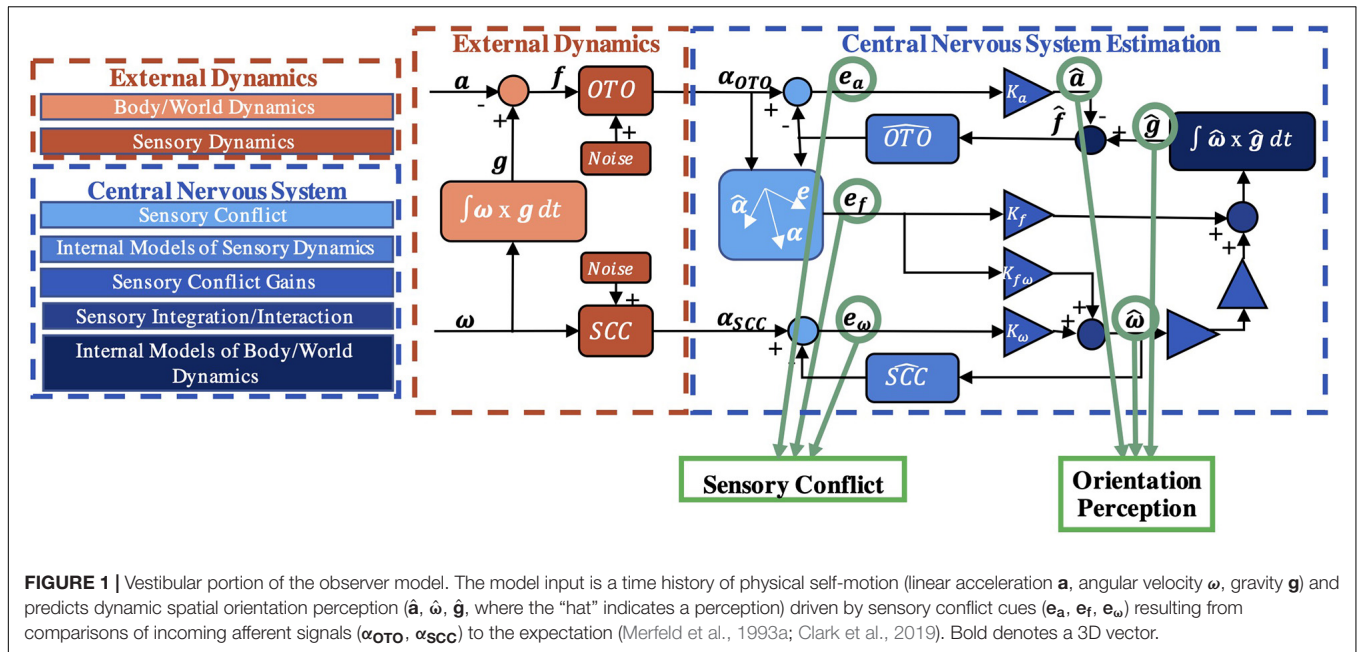 External Dynamics
Body/World Dynamics
Sensory Dynamics
Central Nervous System
Sensory Conflict
Internal Models of Sensory Dynamics
Sensory Conflict Gains
Sensory Integration/Interaction
Internal Models of Body/World
Dynamics
External Dynamics
a
-
+
f
OTO
+
Noise
g
∫ω x g dt
Noise
+
ω
SCC
Central Nervous System Estimation
α_OTO
+
-
e_a
K_a
â
-
f̂
+
ĝ
OTÔ
∫ ω̂ x ĝ dt
α̂
e
α
e_f
K_f
+
+
K_fω
+
+
α_SCC
+
-
e_ω
K_ω
ω̂
SCĈ
Sensory Conflict
Orientation
Perception
FIGURE 1 | Vestibular portion of the observer model. The model input is a time history of physical self-motion (linear acceleration a, angular velocity ω, gravity g) and
predicts dynamic spatial orientation perception (â, ω̂, ĝ, where the “hat” indicates a perception) driven by sensory conflict cues (e_a, e_f, e_ω) resulting from
comparisons of incoming afferent signals (α_OTO, α_SCC) to the expectation (Merfeld et al., 1993a; Clark et al., 2019). Bold denotes a 3D vector.